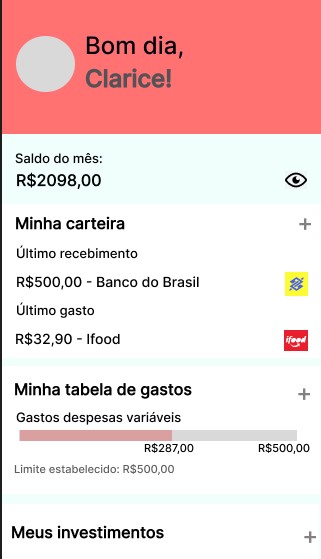 Bom dia,
Clarice!
Saldo do mês:
R$2098,00
Minha carteira +
Último recebimento
R$500,00 - Banco do Brasil
Último gasto
R$32,90 - Ifood ifood
Minha tabela de gastos +
Gastos despesas variáveis
R$287,00 R$500,00
Limite estabelecido: R$500,00
Meus investimentos +